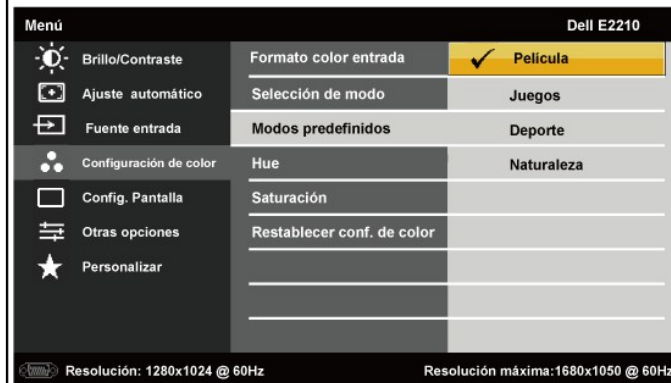 Menú Dell E2210
Brillo/Contraste Formato color entrada Película
Ajuste automático Selección de modo Juegos
Fuente entrada Modos predefinidos Deporte
Configuración de color Hue Naturaleza
Config. Pantalla Saturación
Otras opciones Restablecer conf. de color
Personalizar
Resolución: 1280x1024 @ 60Hz Resolución máxima:1680x1050 @ 60Hz